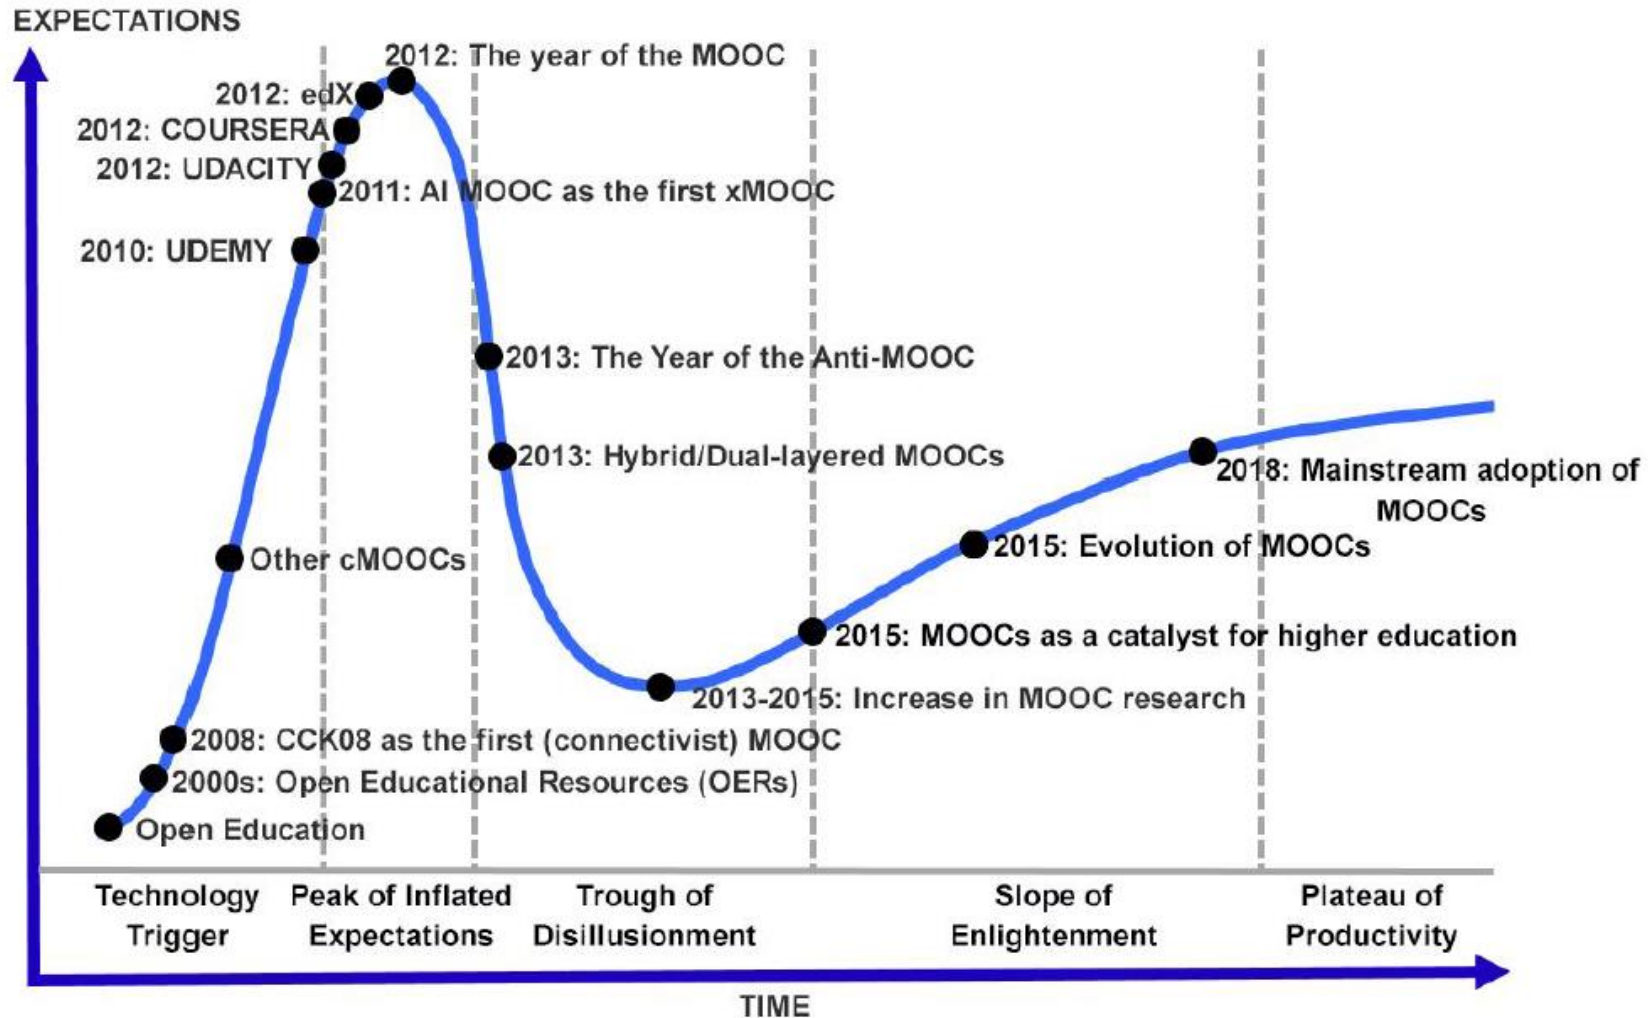 EXPECTATIONS
2012: The year of the MOOC
2012: edX
2012: COURSERA
2012: UDACITY
2011: AI MOOC as the first xMOOC
2010: UDEMY
2013: The Year of the Anti-MOOC
2013: Hybrid/Dual-layered MOOCs
2018: Mainstream adoption of
MOOCs
2015: Evolution of MOOCs
Other cMOOCs
2015: MOOCs as a catalyst for higher education
2013-2015: Increase in MOOC research
2008: CCK08 as the first (connectivist) MOOC
2000s: Open Educational Resources (OERs)
Open Education
Technology
Trigger
Peak of Inflated
Expectations
Trough of
Disillusionment
Slope of
Enlightenment
Plateau of
Productivity
TIME